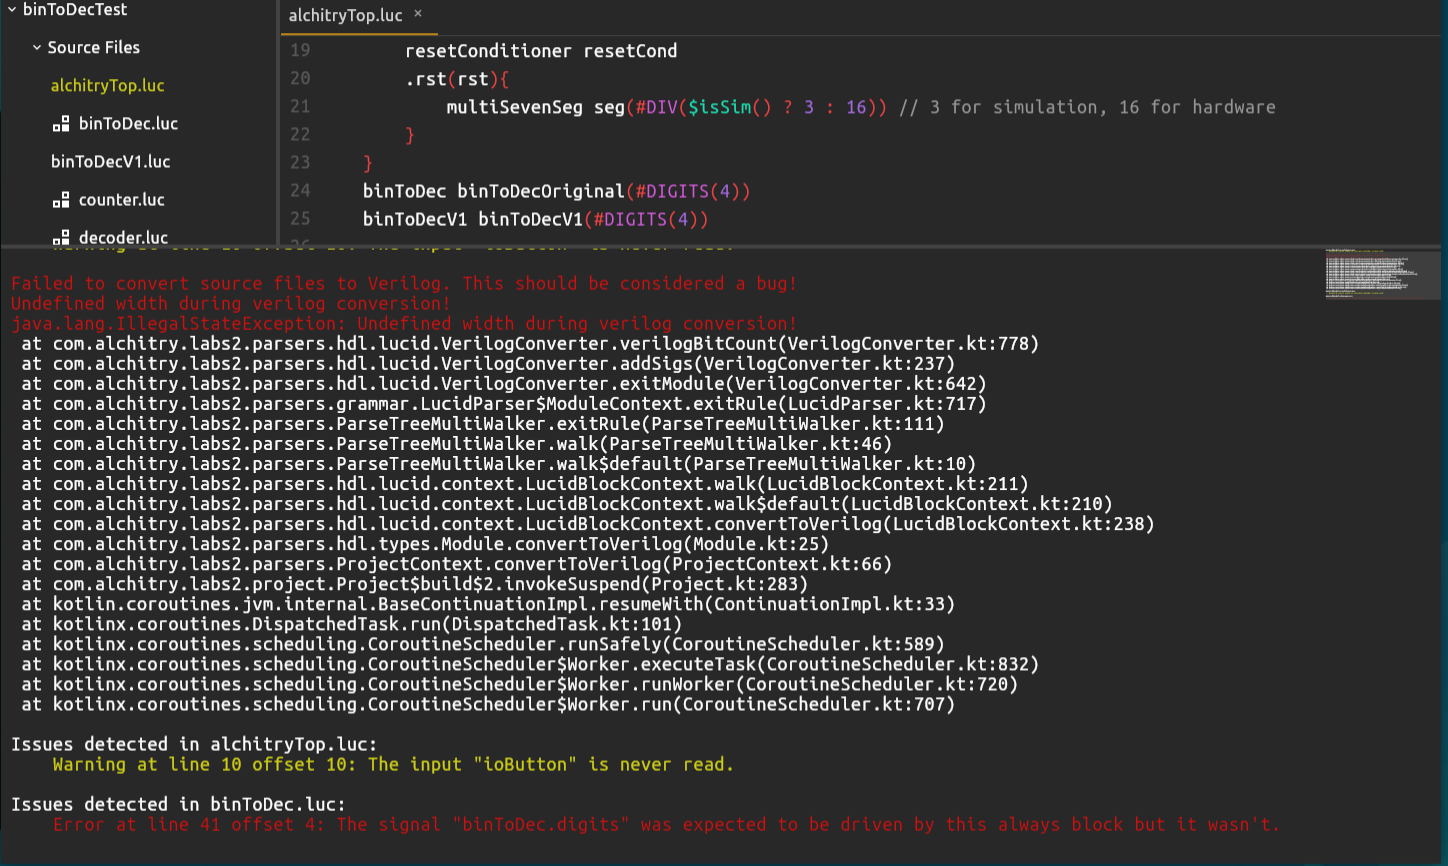 binToDecTest
Source Files
alchitryTop.luc
binToDec.luc
binToDecV1.luc
counter.luc
decoder.luc
alchitryTop.luc ×
19 resetConditioner resetCond
20 .rst(rst){
21 multiSevenSeg seg(#DIV($isSim() ? 3 : 16)) // 3 for simulation, 16 for hardware
22 }
23 }
24 binToDec binToDecOriginal(#DIGITS(4))
25 binToDecV1 binToDecV1(#DIGITS(4))
Failed to convert source files to Verilog. This should be considered a bug!
Undefined width during verilog conversion!
java.lang.IllegalStateException: Undefined width during verilog conversion!
at com.alchitry.labs2.parsers.hdl.lucid.VerilogConverter.verilogBitCount(VerilogConverter.kt:778)
at com.alchitry.labs2.parsers.hdl.lucid.VerilogConverter.addSigs(VerilogConverter.kt:237)
at com.alchitry.labs2.parsers.hdl.lucid.VerilogConverter.exitModule(VerilogConverter.kt:642)
at com.alchitry.labs2.parsers.grammar.LucidParser$ModuleContext.exitRule(LucidParser.kt:717)
at com.alchitry.labs2.parsers.ParseTreeMultiWalker.exitRule(ParseTreeMultiWalker.kt:111)
at com.alchitry.labs2.parsers.ParseTreeMultiWalker.walk(ParseTreeMultiWalker.kt:46)
at com.alchitry.labs2.parsers.ParseTreeMultiWalker.walk$default(ParseTreeMultiWalker.kt:10)
at com.alchitry.labs2.parsers.hdl.lucid.context.LucidBlockContext.walk(LucidBlockContext.kt:211)
at com.alchitry.labs2.parsers.hdl.lucid.context.LucidBlockContext.walk$default(LucidBlockContext.kt:210)
at com.alchitry.labs2.parsers.hdl.lucid.context.LucidBlockContext.convertToVerilog(LucidBlockContext.kt:238)
at com.alchitry.labs2.parsers.hdl.types.Module.convertToVerilog(Module.kt:25)
at com.alchitry.labs2.parsers.ProjectContext.convertToVerilog(ProjectContext.kt:66)
at com.alchitry.labs2.project.Project$build$2.invokeSuspend(Project.kt:283)
at kotlin.coroutines.jvm.internal.BaseContinuationImpl.resumeWith(ContinuationImpl.kt:33)
at kotlinx.coroutines.DispatchedTask.run(DispatchedTask.kt:101)
at kotlinx.coroutines.scheduling.CoroutineScheduler.runSafely(CoroutineScheduler.kt:589)
at kotlinx.coroutines.scheduling.CoroutineScheduler$Worker.executeTask(CoroutineScheduler.kt:832)
at kotlinx.coroutines.scheduling.CoroutineScheduler$Worker.runWorker(CoroutineScheduler.kt:720)
at kotlinx.coroutines.scheduling.CoroutineScheduler$Worker.run(CoroutineScheduler.kt:707)
Issues detected in alchitryTop.luc:
Warning at line 10 offset 10: The input "ioButton" is never read.
Issues detected in binToDec.luc:
Error at line 41 offset 4: The signal "binToDec.digits" was expected to be driven by this always block but it wasn't.